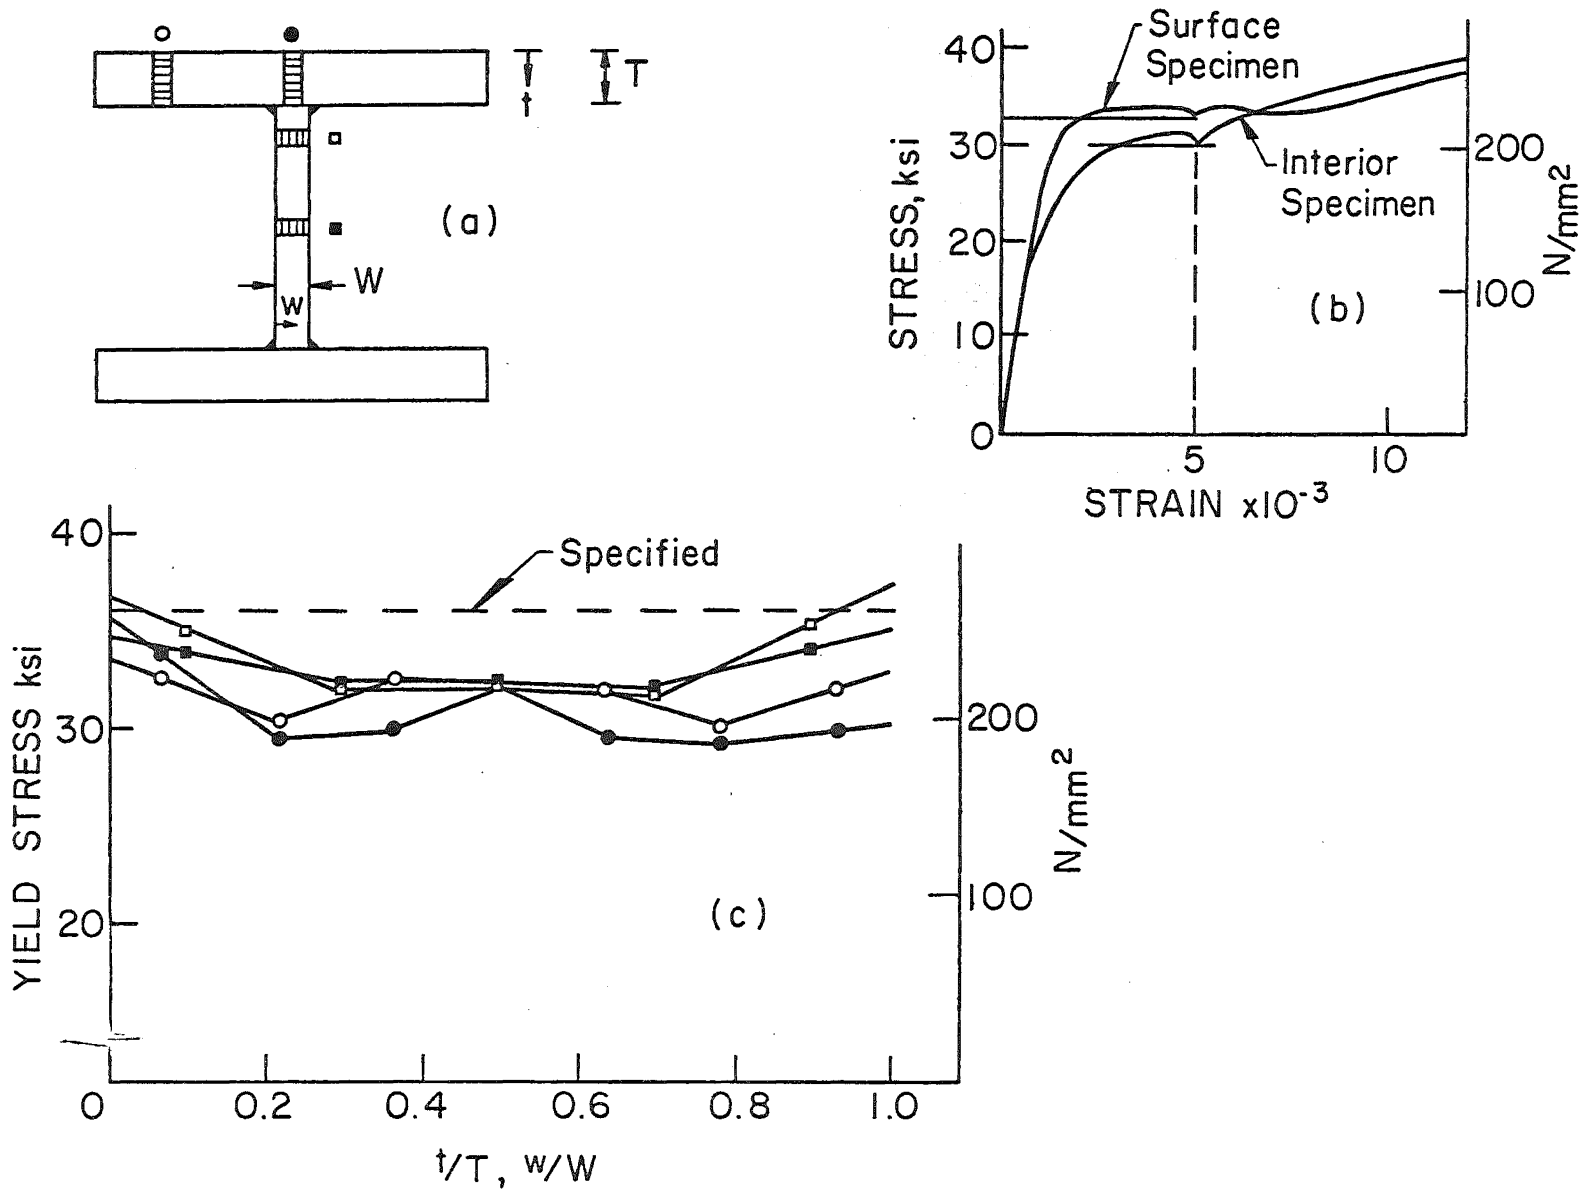 T
t
W
w
(a)
Surface
Specimen
40
30
20
10
0
STRESS, ksi
Interior
Specimen
200
100
N/mm²
(b)
5
10
STRAIN x10⁻³
40
30
20
YIELD STRESS ksi
Specified
200
100
N/mm²
(c)
0
0.2
0.4
0.6
0.8
1.0
t/T, w/W